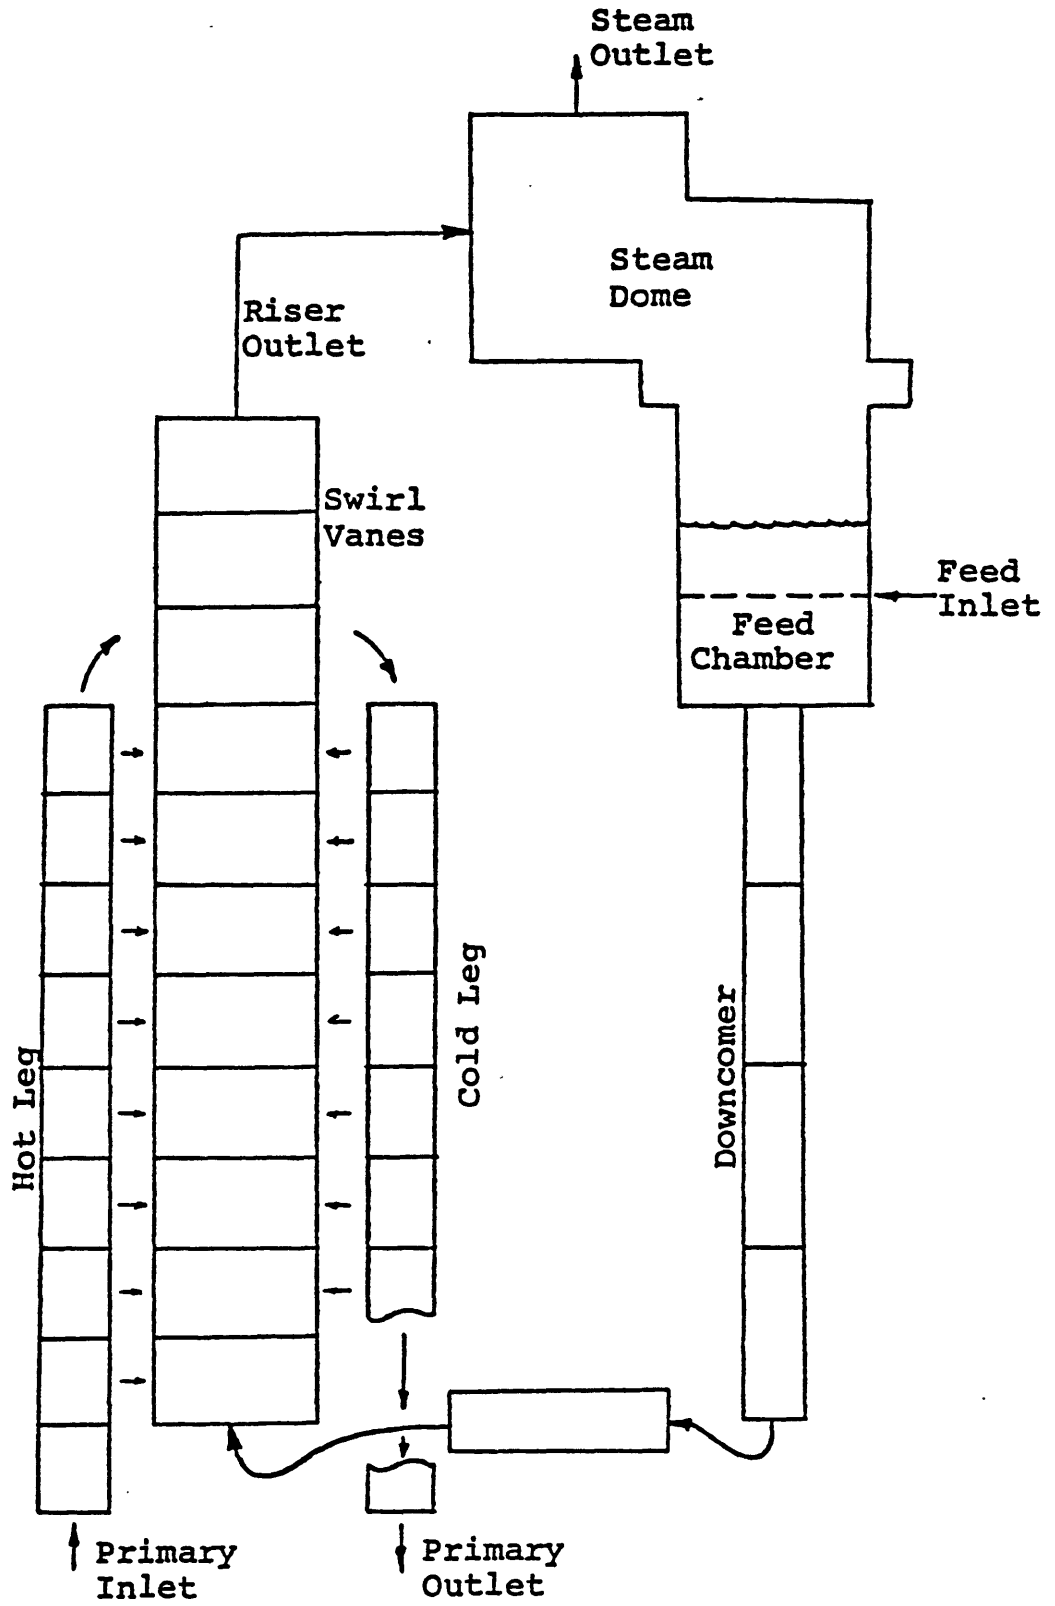 Steam
Outlet
Steam
Dome
Riser
Outlet
Swirl
Vanes
Feed
Inlet
Feed
Chamber
Hot Leg
Cold Leg
Downcomer
Primary
Inlet
Primary
Outlet